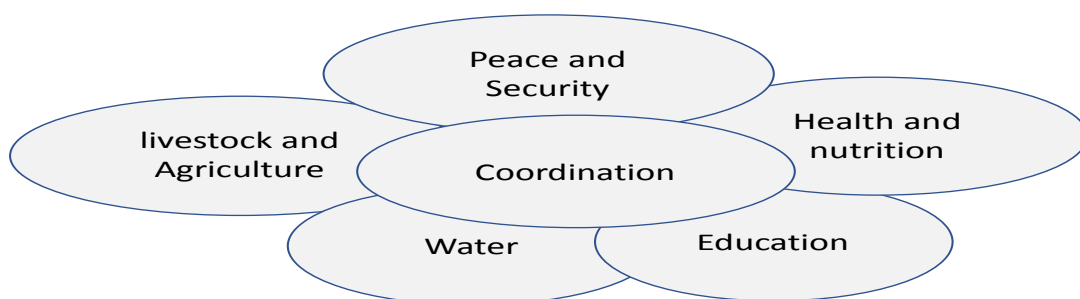 Peace and
Security
livestock and
Agriculture
Health and
nutrition
Coordination
Water
Education